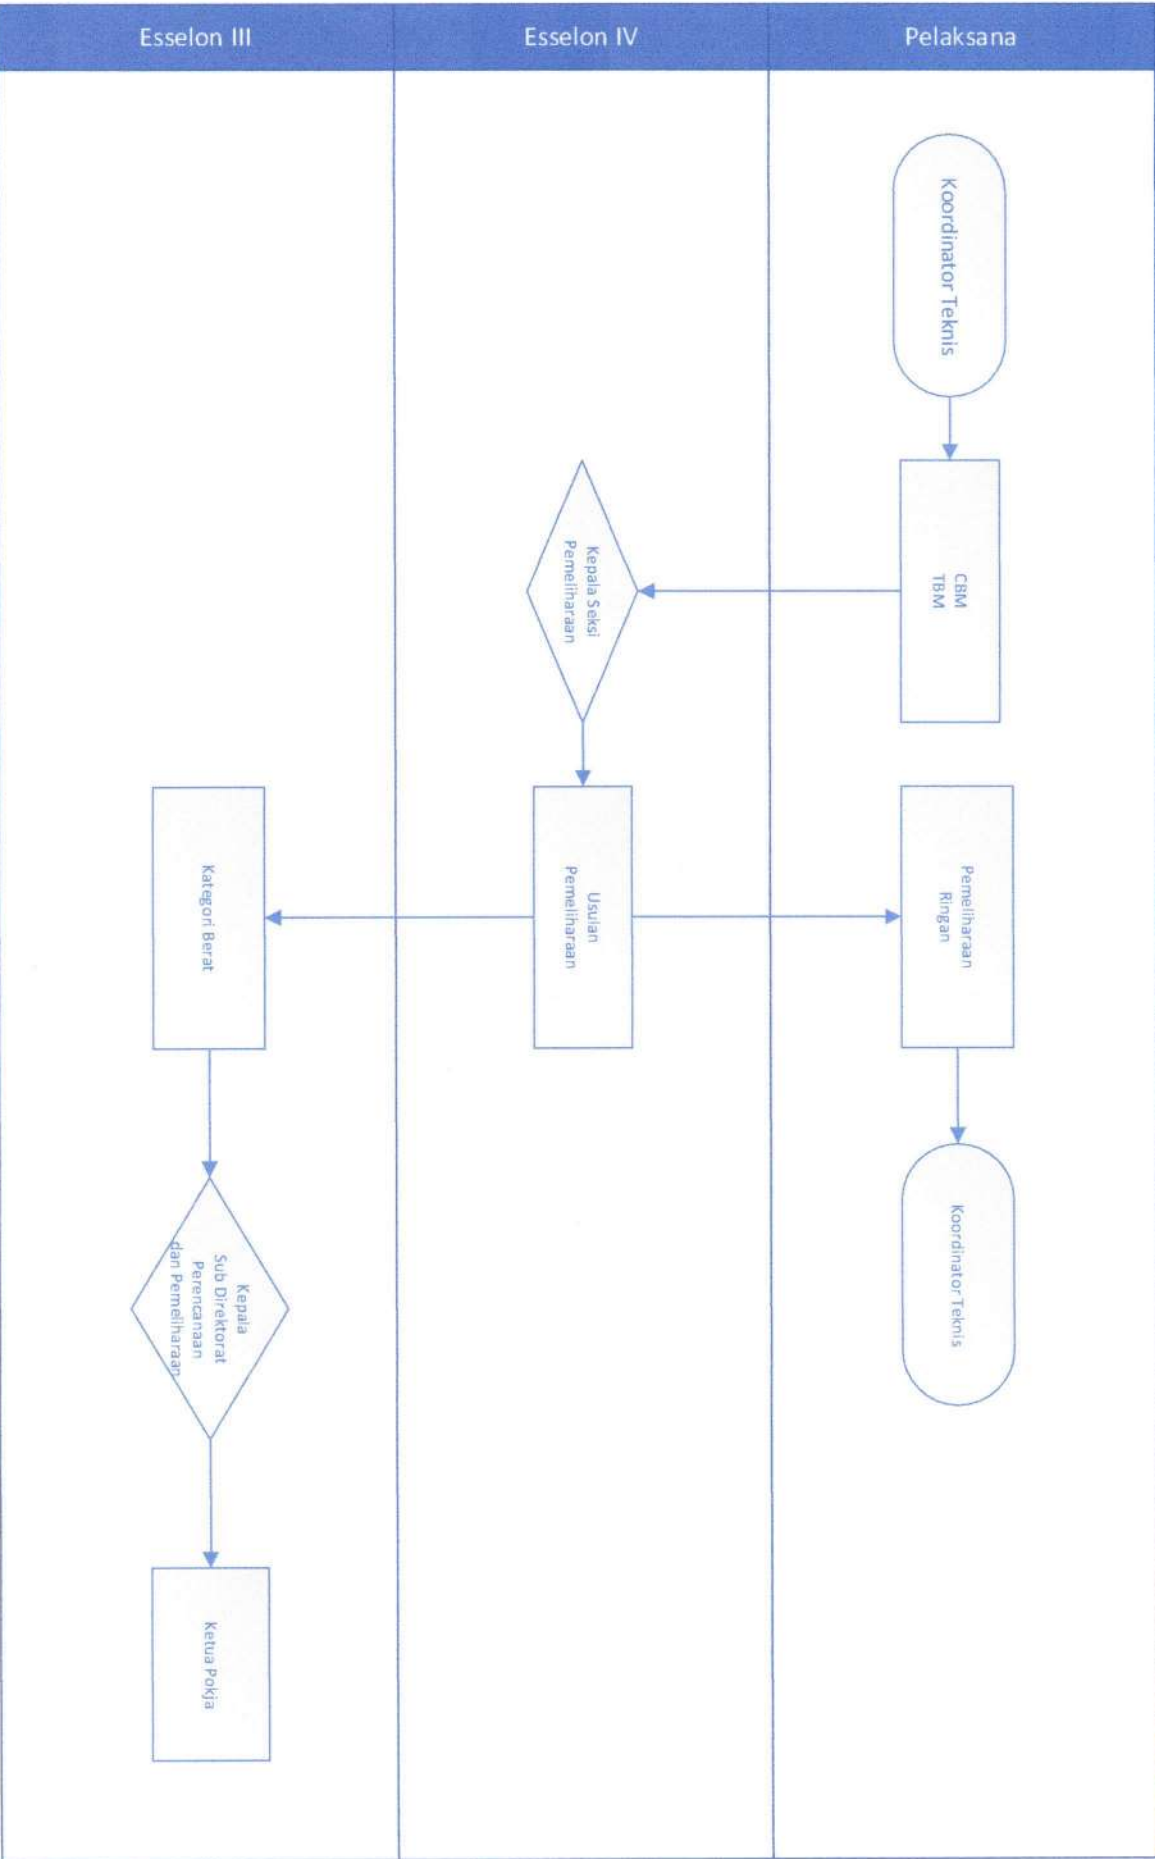 Esselon III
Esselon IV
Pelaksana
Koordinator Teknis
CBM
TBM
Kepala Seksi
Pemeliharaan
Usulan
Pemeliharaan
Pemeliharaan
Ringan
Koordinator Teknis
Kategori Berat
Kepala
Sub Direktorat
Perencanaan
dan Pemeliharaan
Ketua Pokja